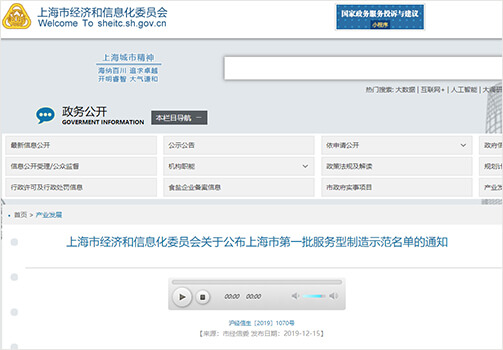 上海市经济和信息化委员会
Welcome To sheitc.sh.gov.cn
国家政务服务投诉与建议
小程序
上海城市精神
海纳百川 追求卓越
开明睿智 大气谦和
热门搜索: 大数据 | 互联网+ | 人工智能 |
政务公开
GOVERMENT INFORMATION
本栏目导航
最新信息公开
公示公告
依申请公开
政府信
信息公开受理/公众监督
机构职能
政策法规及解读
规划
行政许可及行政处罚信息
食盐企业备案信息
市政府实事项目
产业发
首页 > 产业发展
上海市经济和信息化委员会关于公布上海市第一批服务型制造示范名单的通知
00:00 00:00
沪经信生〔2019〕1070号
【来源：市经信委 发布日期：2019-12-15】